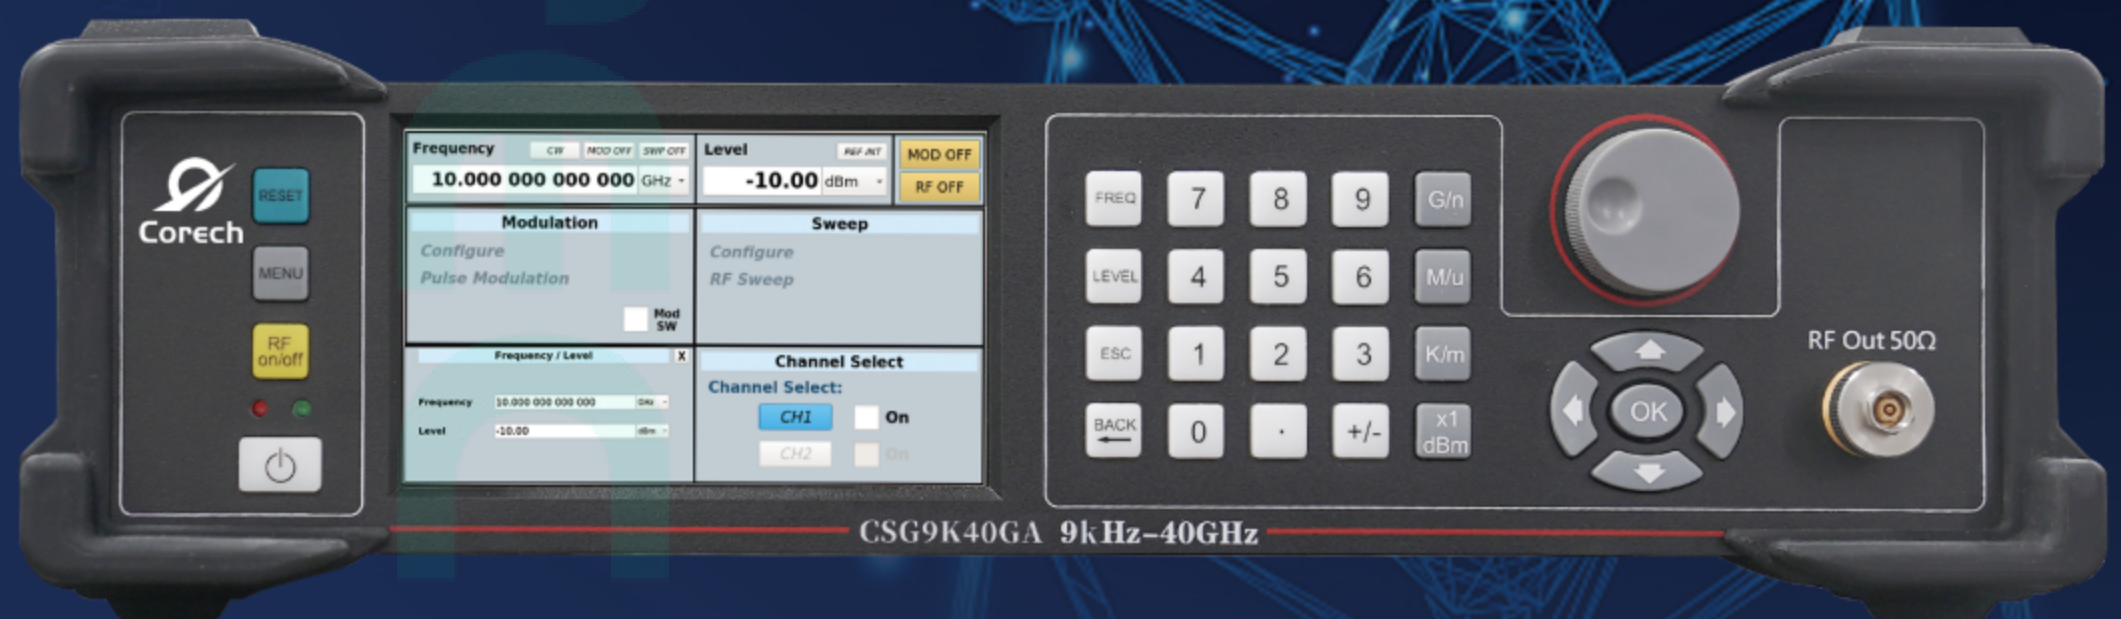 Corech
RESET
MENU
RF
on/off
Frequency CW MOD OFF SWP OFF
10.000 000 000 000 GHz
Level REF INT
-10.00 dBm
MOD OFF
RF OFF
Modulation
Configure
Pulse Modulation
Mod
SW
Sweep
Configure
RF Sweep
Frequency / Level X
Frequency 10.000 000 000 000 GHz
Level -10.00 dBm
Channel Select
Channel Select:
CH1 On
CH2 On
FREQ 7 8 9 G/n
LEVEL 4 5 6 M/u
ESC 1 2 3 K/m
BACK 0 . +/- x1
dBm
OK
RF Out 50Ω
CSG9K40GA 9kHz-40GHz